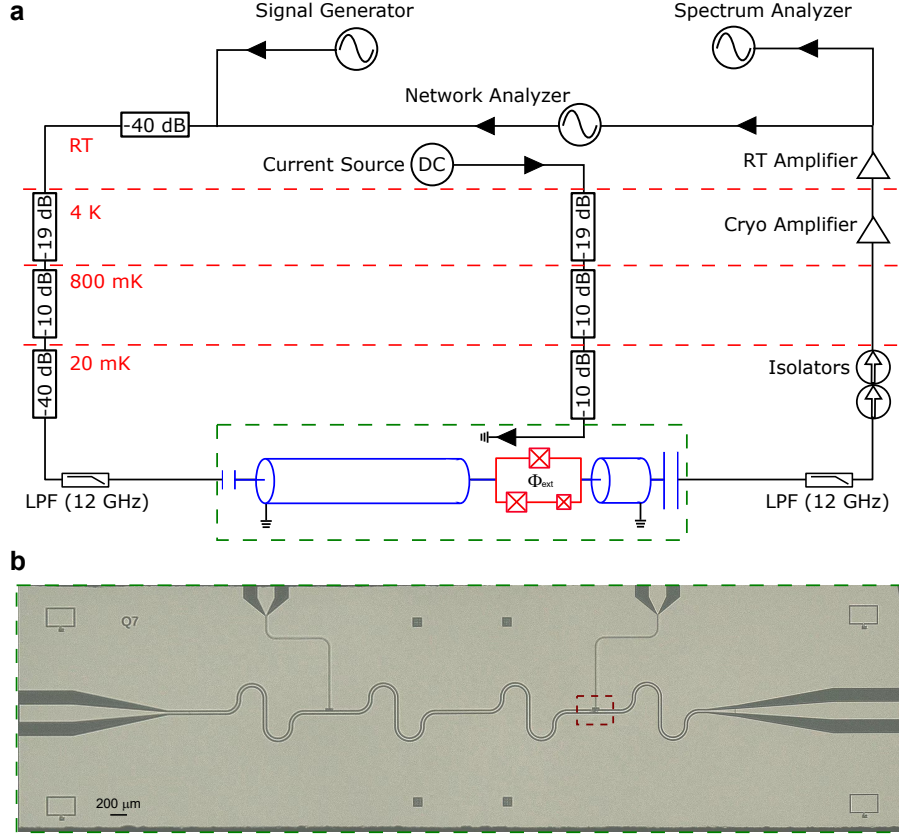 a
Signal Generator
Spectrum Analyzer
Network Analyzer
-40 dB
RT
Current Source
DC
RT Amplifier
-19 dB
4 K
-19 dB
Cryo Amplifier
-10 dB
800 mK
-10 dB
-40 dB
20 mK
-10 dB
Isolators
LPF (12 GHz)
Φext
LPF (12 GHz)
b
Q7
200 μm